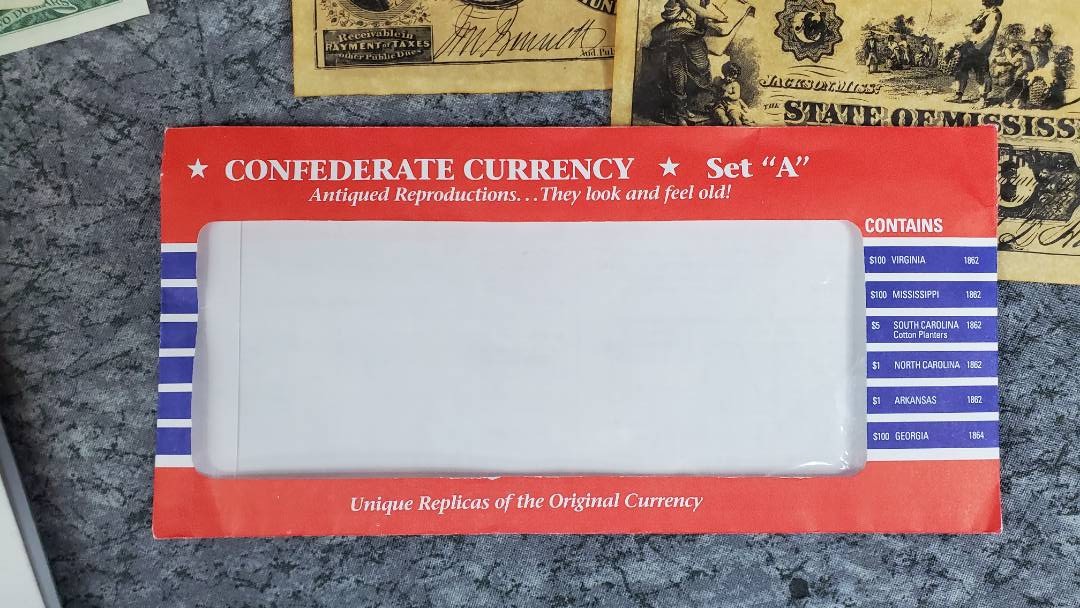 O DOLLARS
Receivable in
PAYMENT of TAXES
other Public Dues
JACKSON, MISS:
THE STATE OF MISSISS
★ CONFEDERATE CURRENCY ★ Set “A”
Antiqued Reproductions...They look and feel old!
CONTAINS
$100 VIRGINIA 1862
$100 MISSISSIPPI 1862
$5 SOUTH CAROLINA 1862
Cotton Planters
$1 NORTH CAROLINA 1862
$1 ARKANSAS 1862
$100 GEORGIA 1864
Unique Replicas of the Original Currency